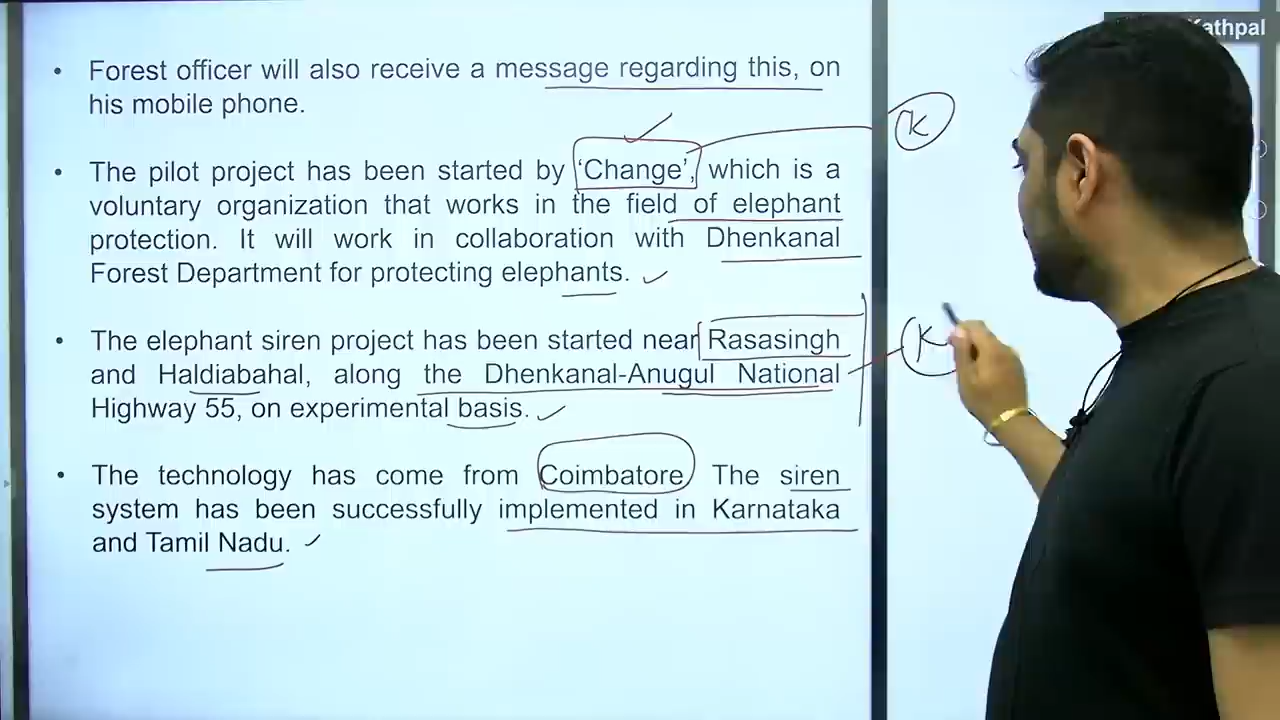 Kathpal
• Forest officer will also receive a message regarding this, on
his mobile phone.
• The pilot project has been started by ‘Change’, which is a
voluntary organization that works in the field of elephant
protection. It will work in collaboration with Dhenkanal
Forest Department for protecting elephants.
• The elephant siren project has been started near Rasasingh
and Haldiabahal, along the Dhenkanal-Anugul National
Highway 55, on experimental basis.
• The technology has come from Coimbatore The siren
system has been successfully implemented in Karnataka
and Tamil Nadu.
K
K